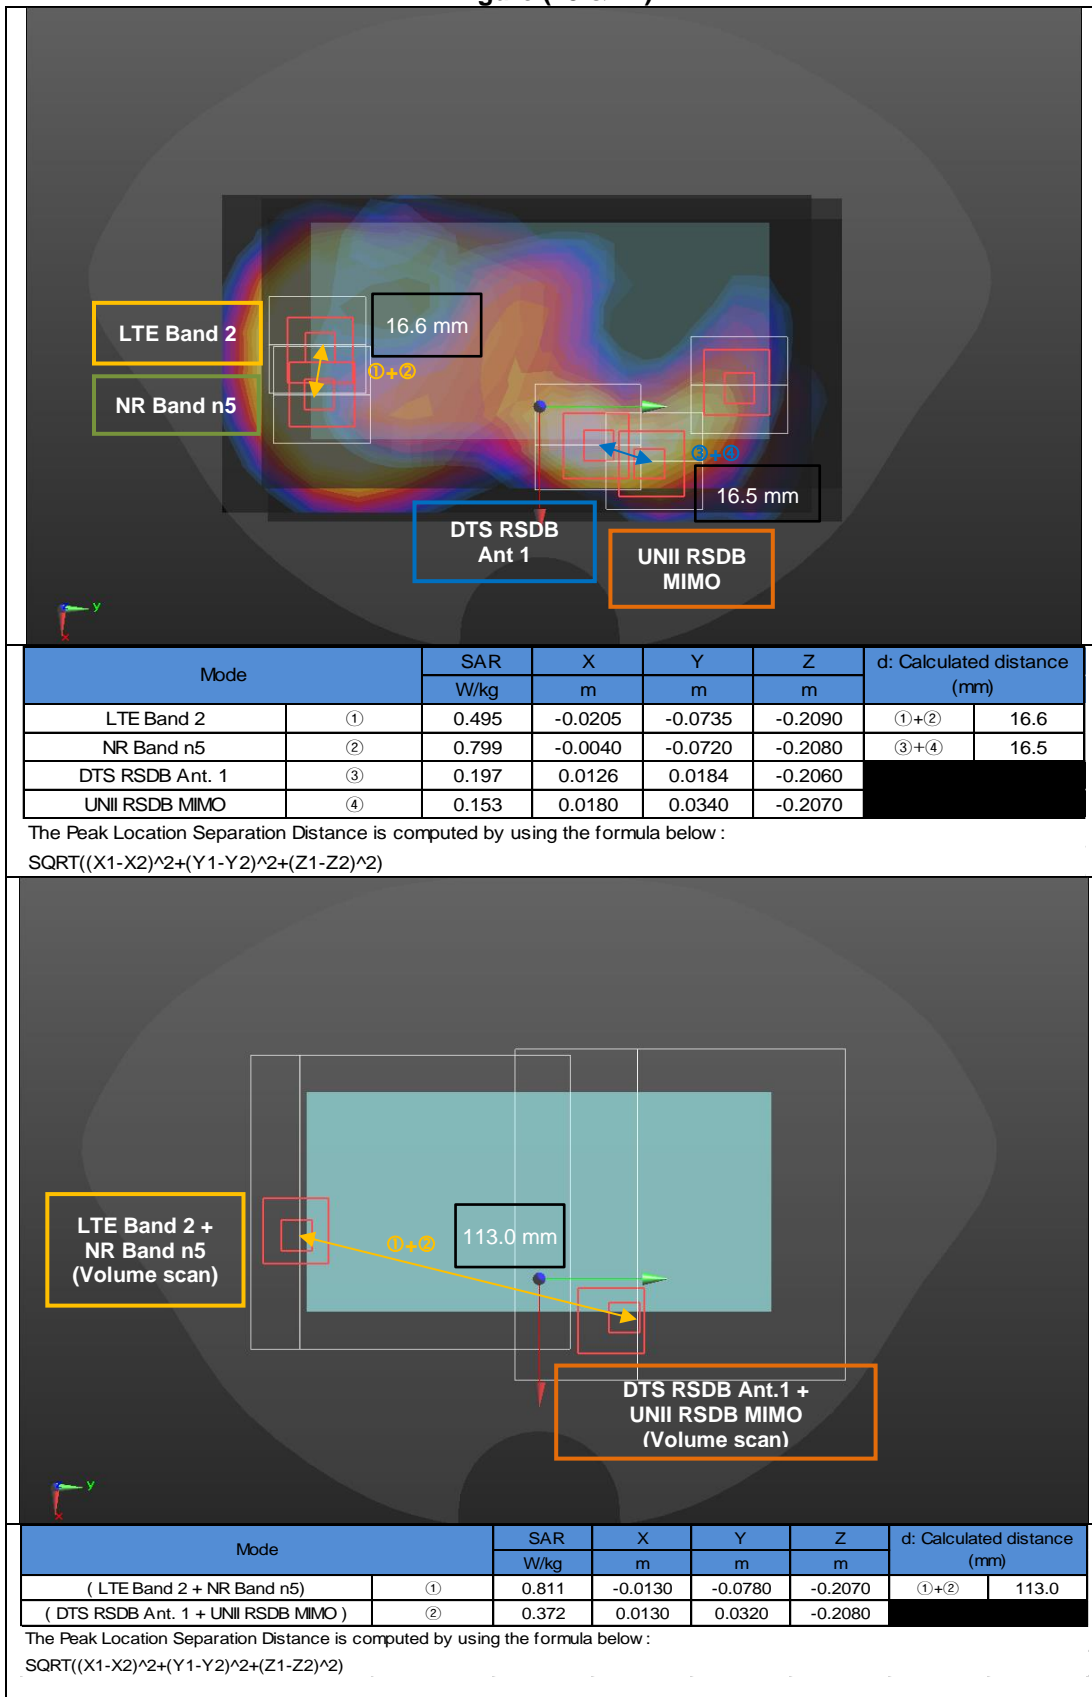 LTE Band 2
16.6 mm
①+②
NR Band n5
③+④
16.5 mm
DTS RSDB
Ant 1
UNII RSDB
MIMO
y
x
Mode SAR X Y Z d: Calculated distance
W/kg m m m (mm)
LTE Band 2 ① 0.495 -0.0205 -0.0735 -0.2090 ①+② 16.6
NR Band n5 ② 0.799 -0.0040 -0.0720 -0.2080 ③+④ 16.5
DTS RSDB Ant. 1 ③ 0.197 0.0126 0.0184 -0.2060
UNII RSDB MIMO ④ 0.153 0.0180 0.0340 -0.2070
The Peak Location Separation Distance is computed by using the formula below :
SQRT((X1-X2)^2+(Y1-Y2)^2+(Z1-Z2)^2)
LTE Band 2 +
NR Band n5
(Volume scan)
①+②
113.0 mm
DTS RSDB Ant.1 +
UNII RSDB MIMO
(Volume scan)
y
x
Mode SAR X Y Z d: Calculated distance
W/kg m m m (mm)
( LTE Band 2 + NR Band n5) ① 0.811 -0.0130 -0.0780 -0.2070 ①+② 113.0
( DTS RSDB Ant. 1 + UNII RSDB MIMO ) ② 0.372 0.0130 0.0320 -0.2080
The Peak Location Separation Distance is computed by using the formula below :
SQRT((X1-X2)^2+(Y1-Y2)^2+(Z1-Z2)^2)